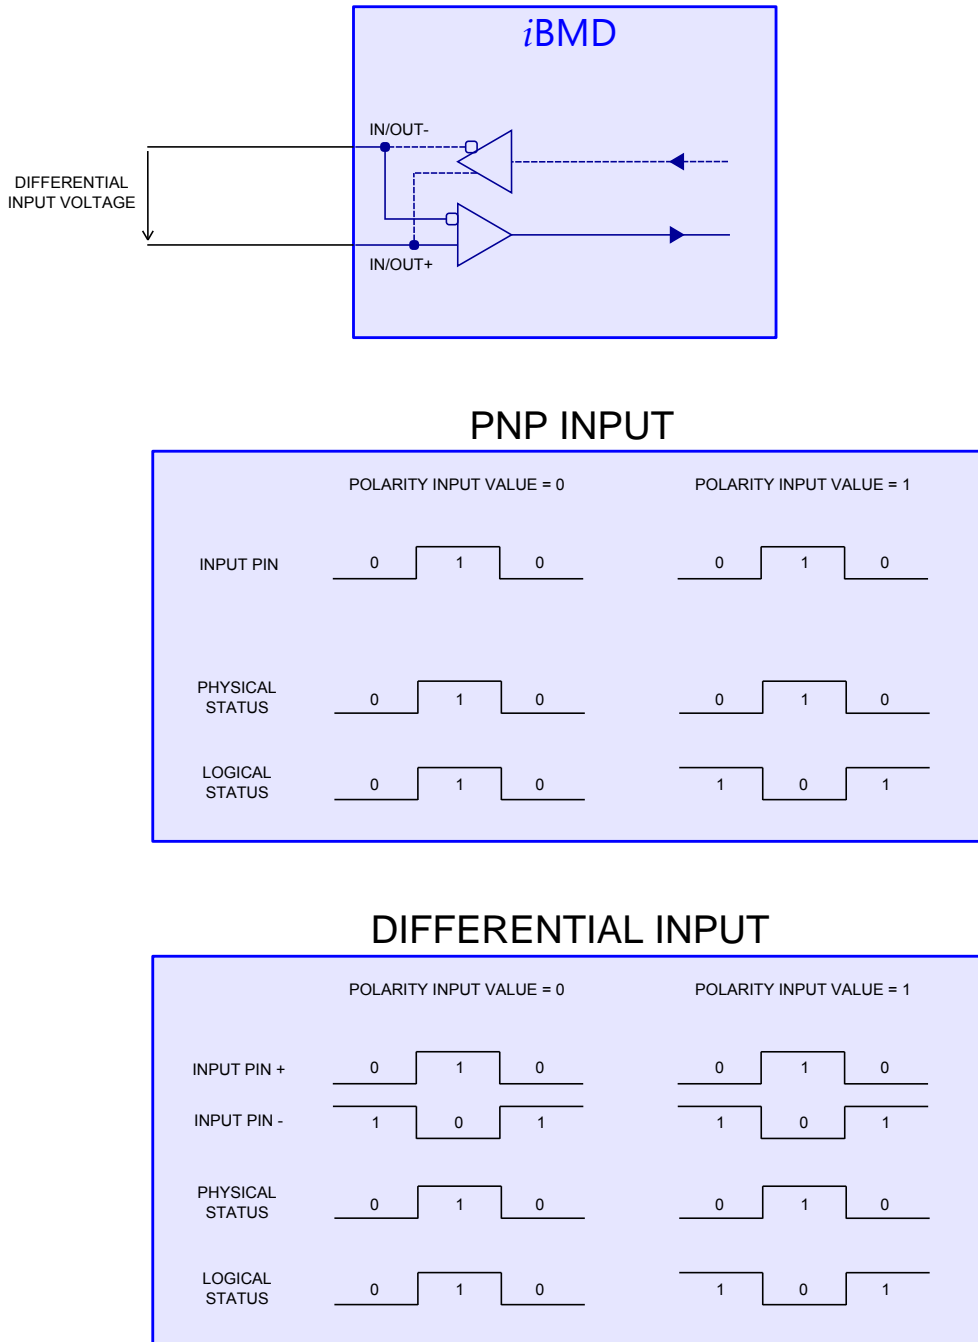 iBMD
IN/OUT-
DIFFERENTIAL
INPUT VOLTAGE
IN/OUT+
PNP INPUT
POLARITY INPUT VALUE = 0 POLARITY INPUT VALUE = 1
INPUT PIN 0 1 0 0 1 0
PHYSICAL
STATUS 0 1 0 0 1 0
LOGICAL
STATUS 0 1 0 1 0 1
DIFFERENTIAL INPUT
POLARITY INPUT VALUE = 0 POLARITY INPUT VALUE = 1
INPUT PIN + 0 1 0 0 1 0
INPUT PIN - 1 0 1 1 0 1
PHYSICAL
STATUS 0 1 0 0 1 0
LOGICAL
STATUS 0 1 0 1 0 1